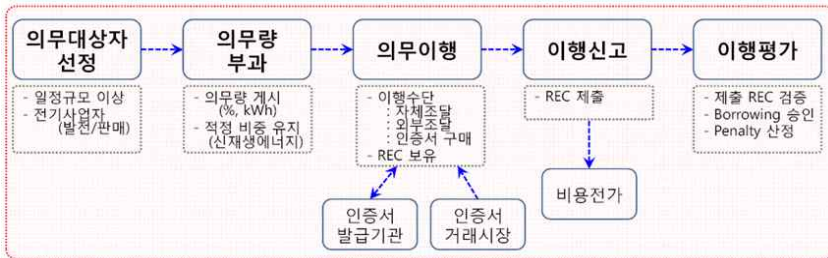 의무대상자
선정
의무량
부과
의무이행
이행신고
이행평가
- 일정규모 이상
- 전기사업자
(발전/판매)
- 의무량 게시
(%, kWh)
- 적정 비중 유지
(신재생에너지)
- 이행수단
: 자체조달
: 외부조달
: 인증서 구매
- REC 보유
- REC 제출
- 제출 REC 검증
- Borrowing 승인
- Penalty 산정
인증서
발급기관
인증서
거래시장
비용전가